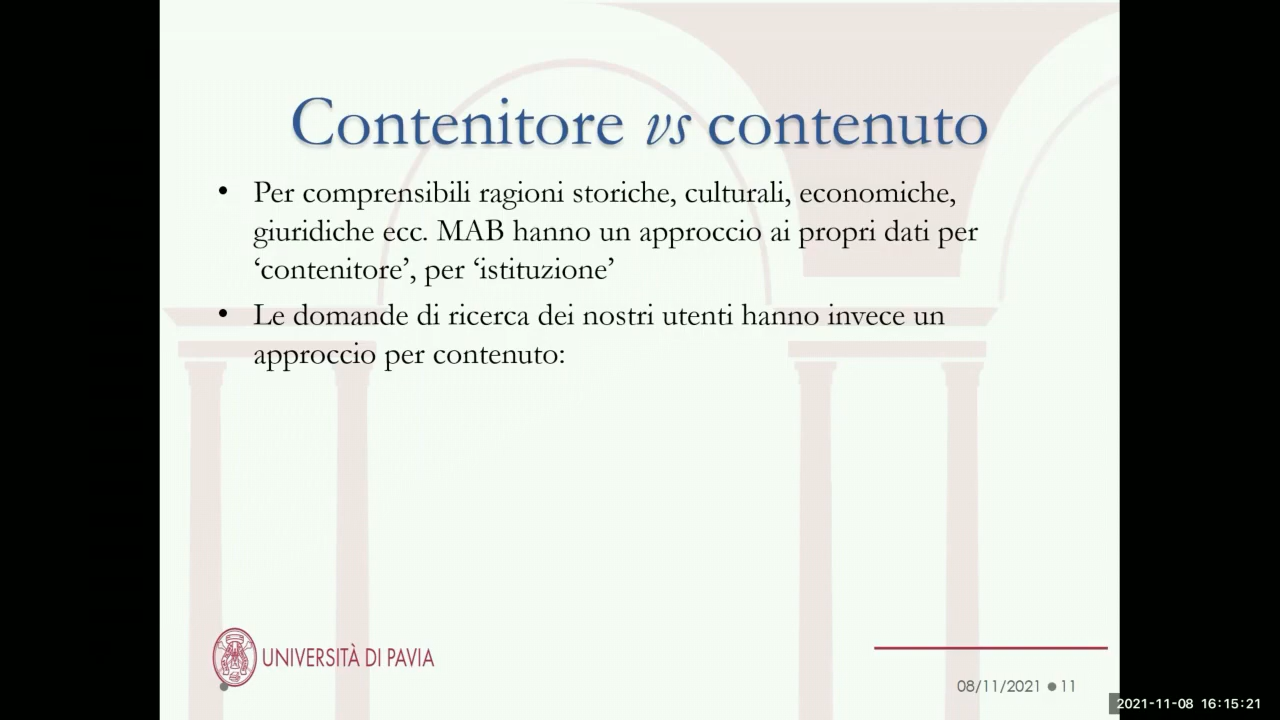 Contenitore vs contenuto
• Per comprensibili ragioni storiche, culturali, economiche,
giuridiche ecc. MAB hanno un approccio ai propri dati per
‘contenitore’, per ‘istituzione’
• Le domande di ricerca dei nostri utenti hanno invece un
approccio per contenuto:
UNIVERSITÀ DI PAVIA
08/11/2021 ● 11
2021-11-08 16:15:21